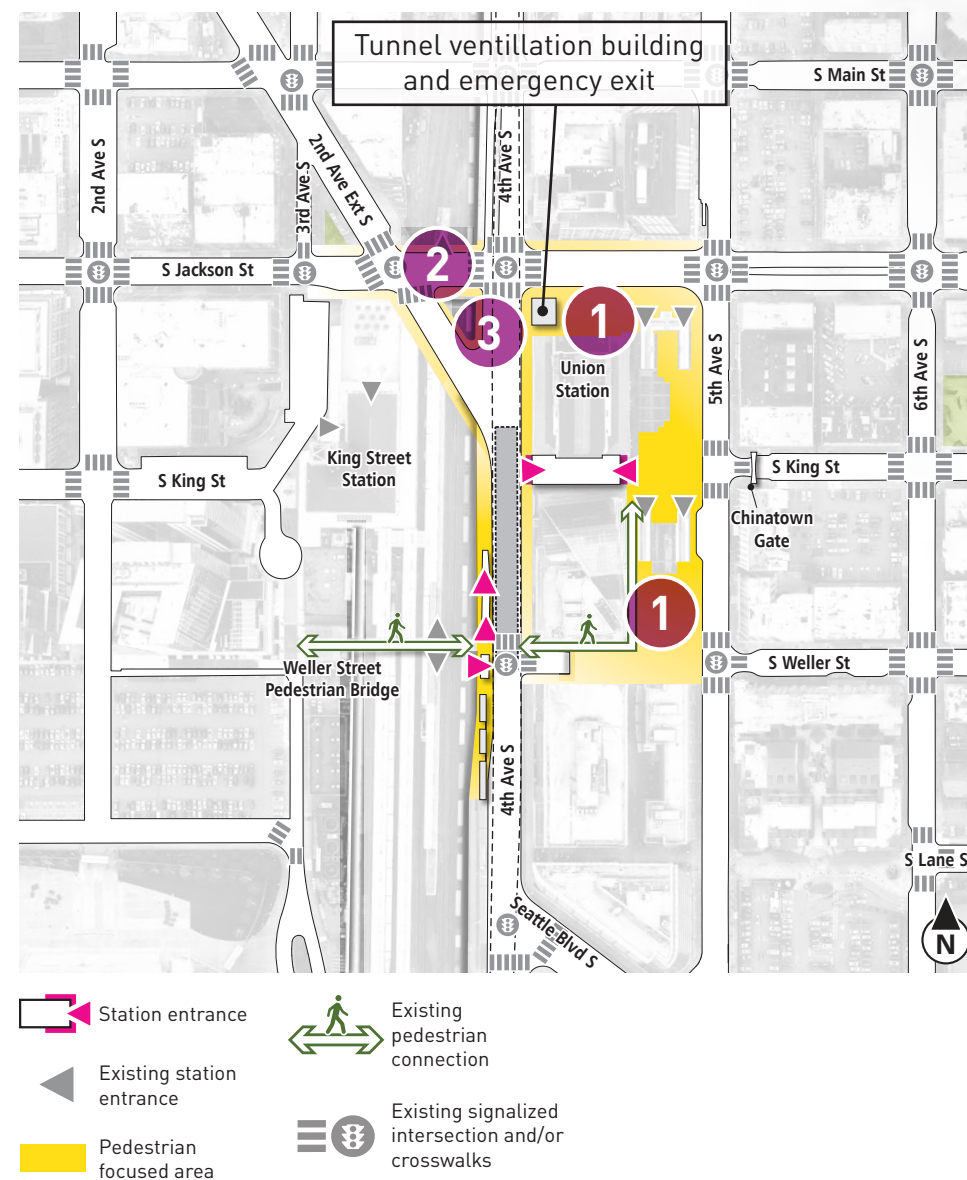 Tunnel ventillation building
and emergency exit
S Main St
2nd Ave S
3rd Ave S
2nd Ave Ext S
4th Ave S
S Jackson St
2
3
1
Union
Station
5th Ave S
6th Ave S
King Street
Station
S King St
S King St
Chinatown
Gate
1
Weller Street
Pedestrian Bridge
S Weller St
4th Ave S
S Lane S
Seattle Blvd S
N
Station entrance
Existing station
entrance
Pedestrian
focused area
Existing
pedestrian
connection
Existing signalized
intersection and/or
crosswalks